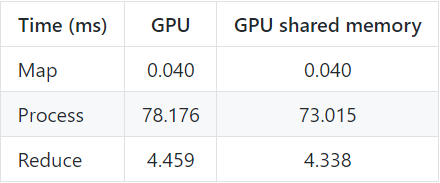 Time (ms) GPU GPU shared memory
Map 0.040 0.040
Process 78.176 73.015
Reduce 4.459 4.338